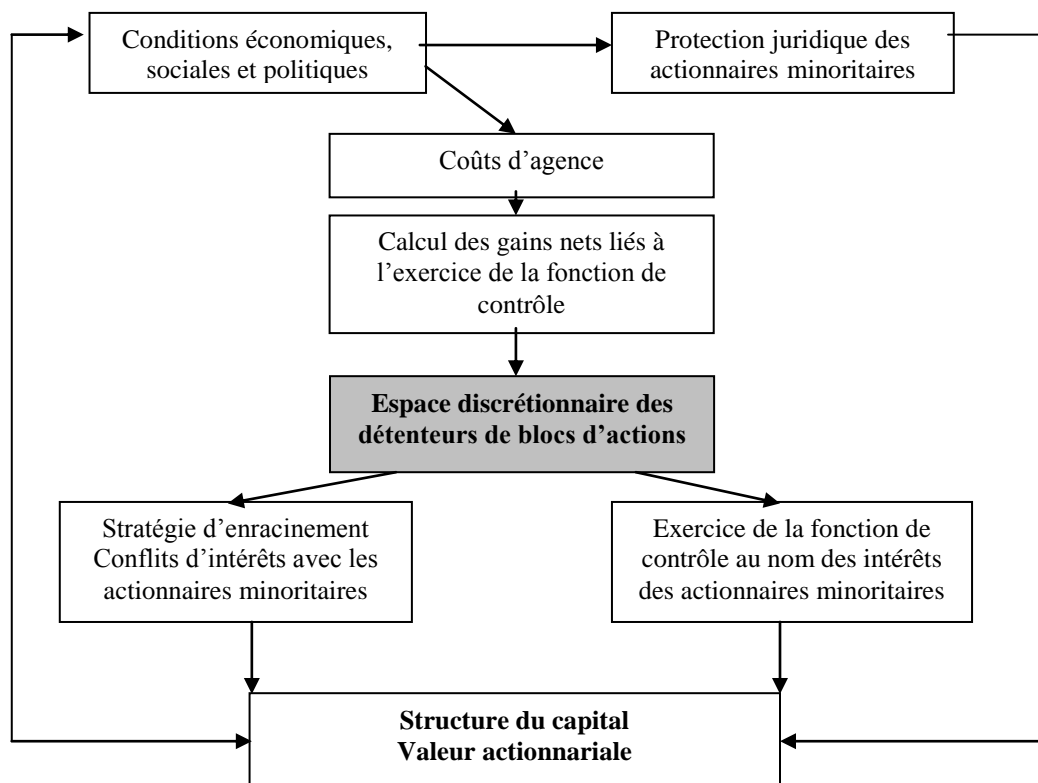 Conditions économiques,
sociales et politiques
Protection juridique des
actionnaires minoritaires
Coûts d’agence
Calcul des gains nets liés à
l’exercice de la fonction de
contrôle
Espace discrétionnaire des
détenteurs de blocs d’actions
Stratégie d’enracinement
Conflits d’intérêts avec les
actionnaires minoritaires
Exercice de la fonction de
contrôle au nom des intérêts
des actionnaires minoritaires
Structure du capital
Valeur actionnariale